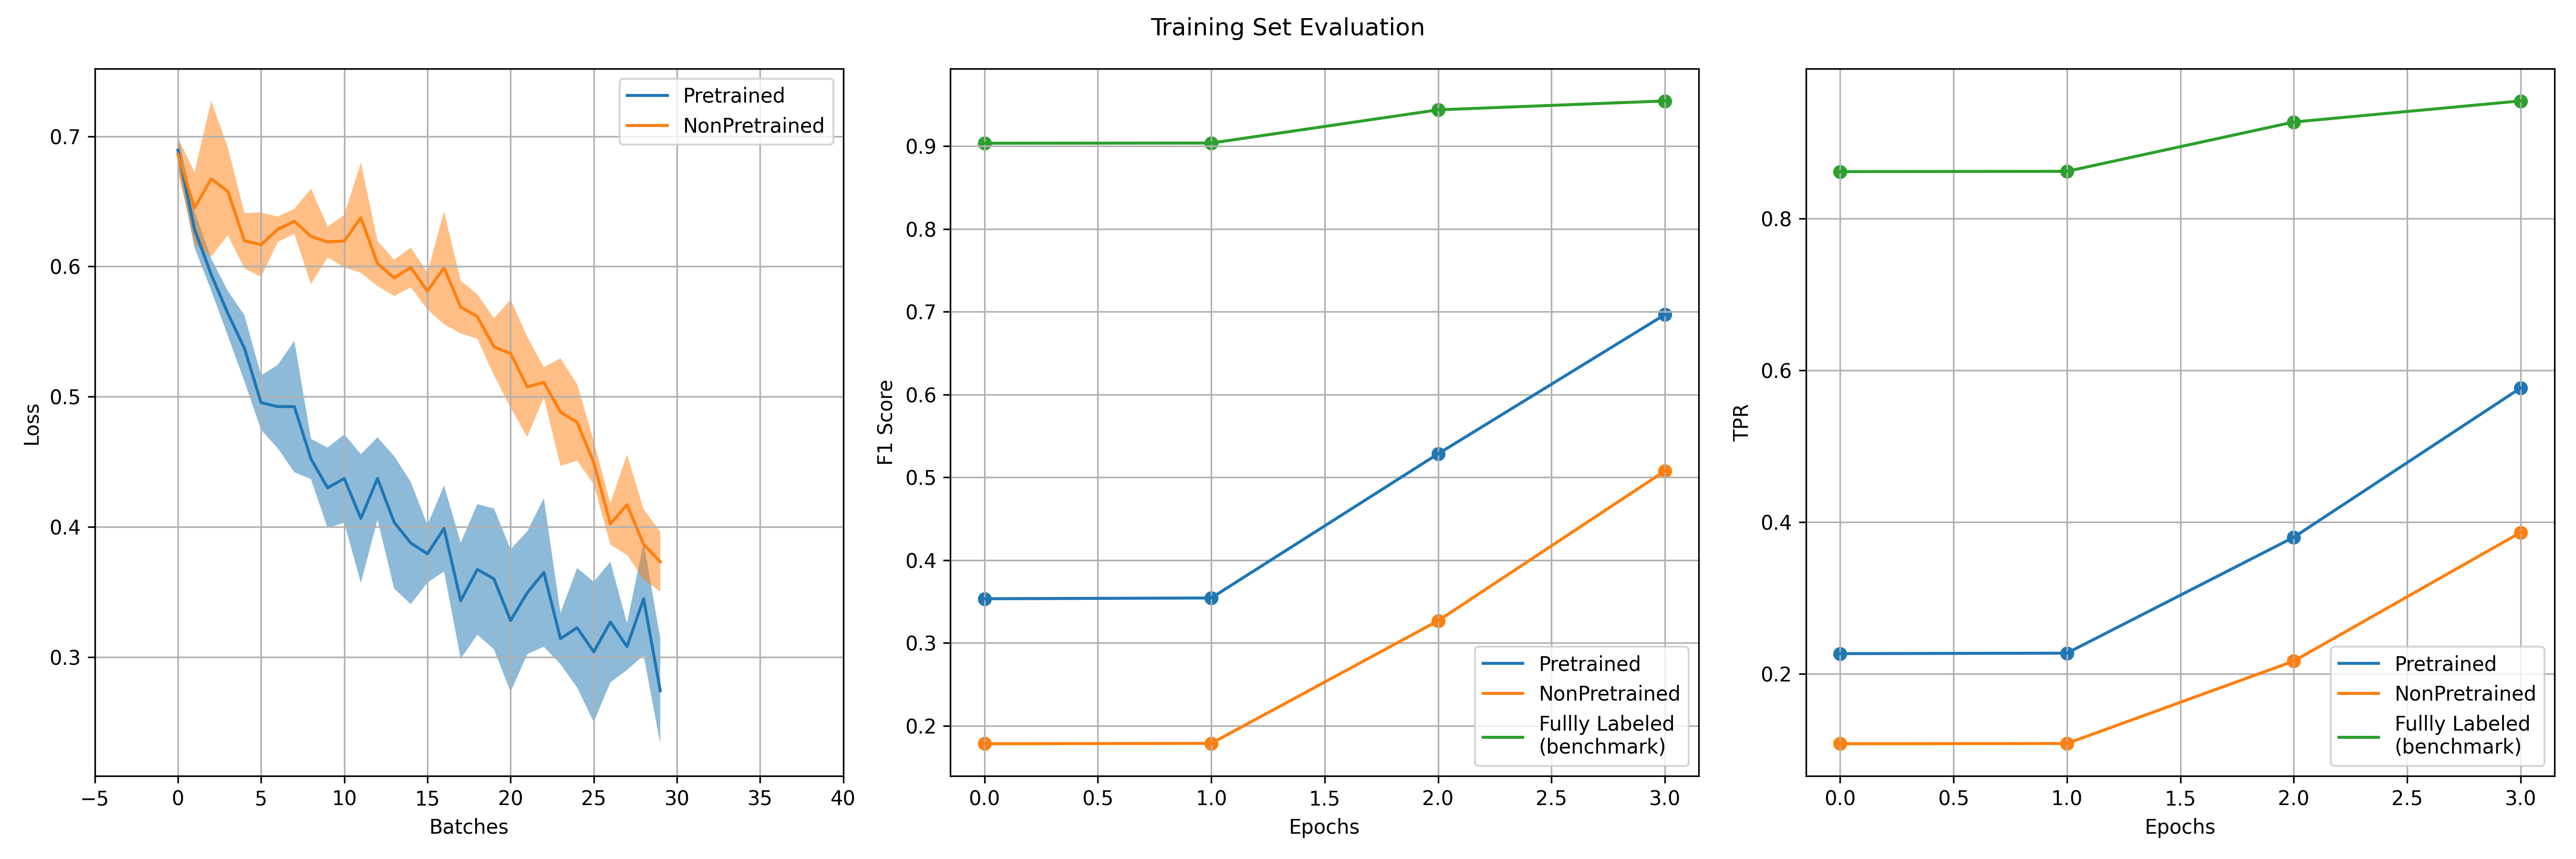 Training Set Evaluation
Loss
0.7
0.6
0.5
0.4
0.3
Pretrained
NonPretrained
−5 0 5 10 15 20 25 30 35 40
Batches
F1 Score
0.9
0.8
0.7
0.6
0.5
0.4
0.3
0.2
Pretrained
NonPretrained
Fullly Labeled
(benchmark)
0.0 0.5 1.0 1.5 2.0 2.5 3.0
Epochs
TPR
0.8
0.6
0.4
0.2
Pretrained
NonPretrained
Fullly Labeled
(benchmark)
0.0 0.5 1.0 1.5 2.0 2.5 3.0
Epochs